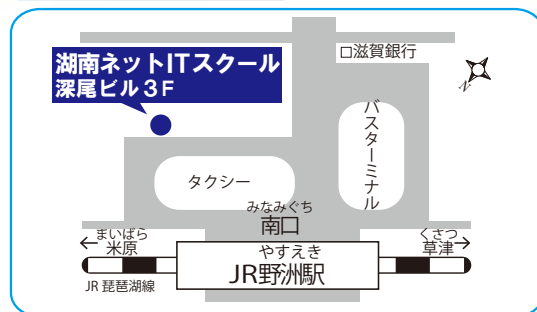 湖南ネットITスクール
深尾ビル3F
口滋賀銀行
N
バスターミナル
タクシー
みなみぐち
南口
まいばら
←米原
くさつ
草津→
やすえき
JR野洲駅
JR琵琶湖線